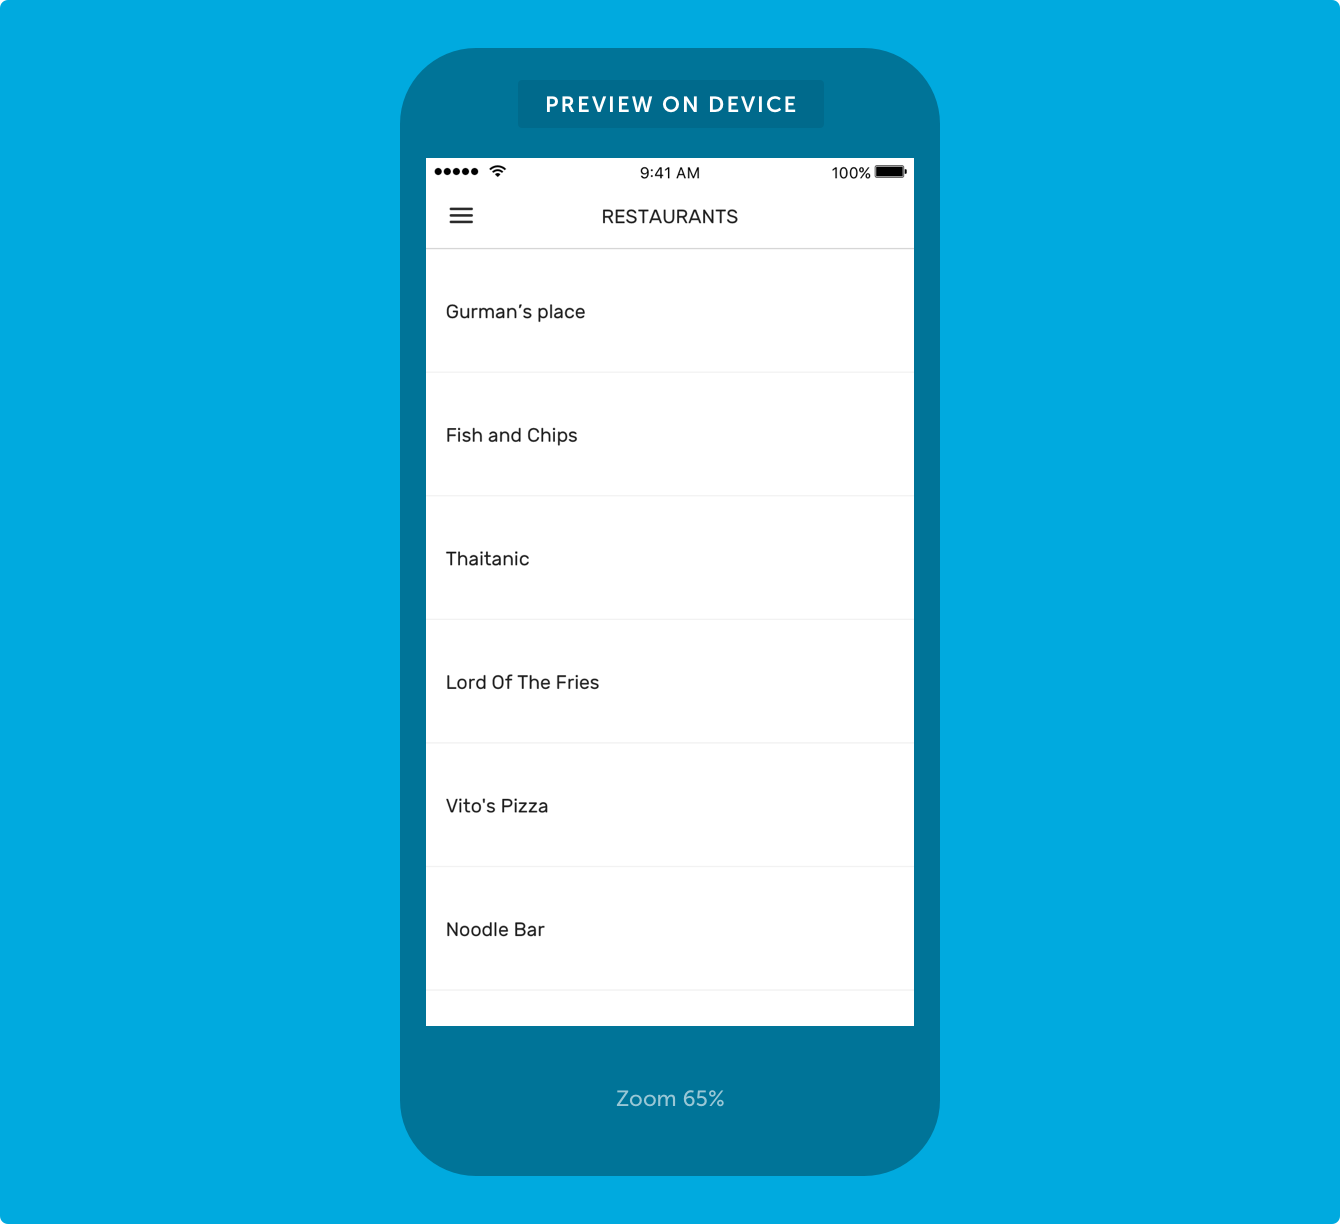 PREVIEW ON DEVICE
9:41 AM 100%
RESTAURANTS
Gurman’s place
Fish and Chips
Thaitanic
Lord Of The Fries
Vito's Pizza
Noodle Bar
Zoom 65%